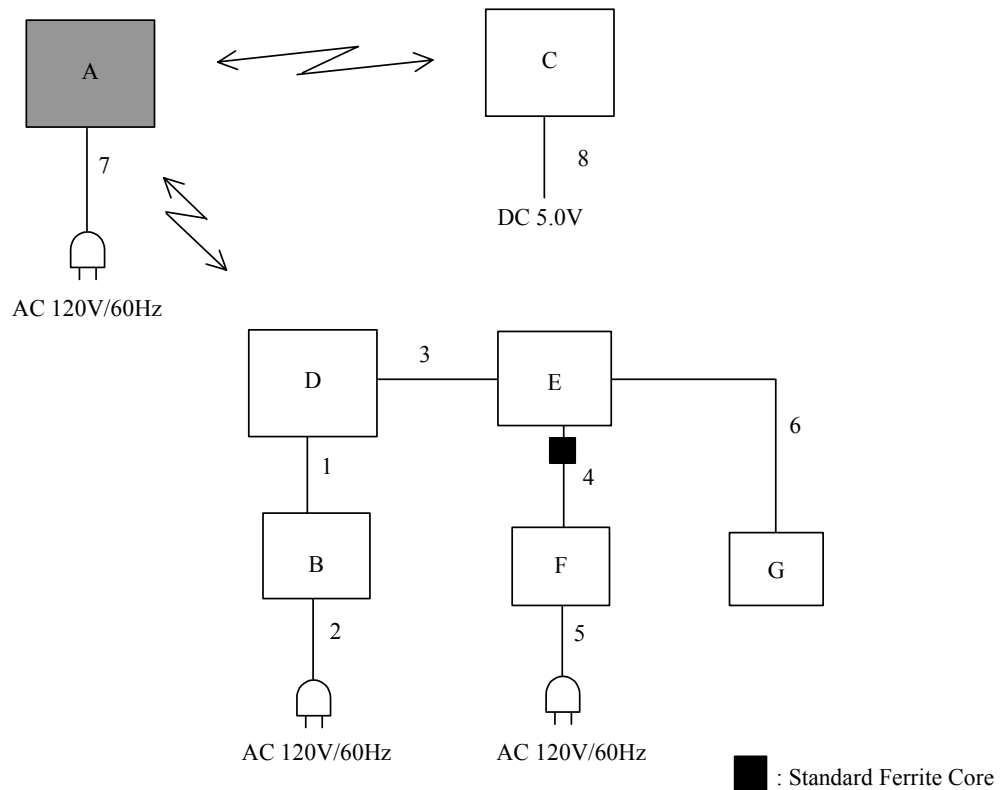 A
C
7
8
DC 5.0V
AC 120V/60Hz
D
3
E
6
1
4
B
F
G
2
5
AC 120V/60Hz
AC 120V/60Hz
: Standard Ferrite Core